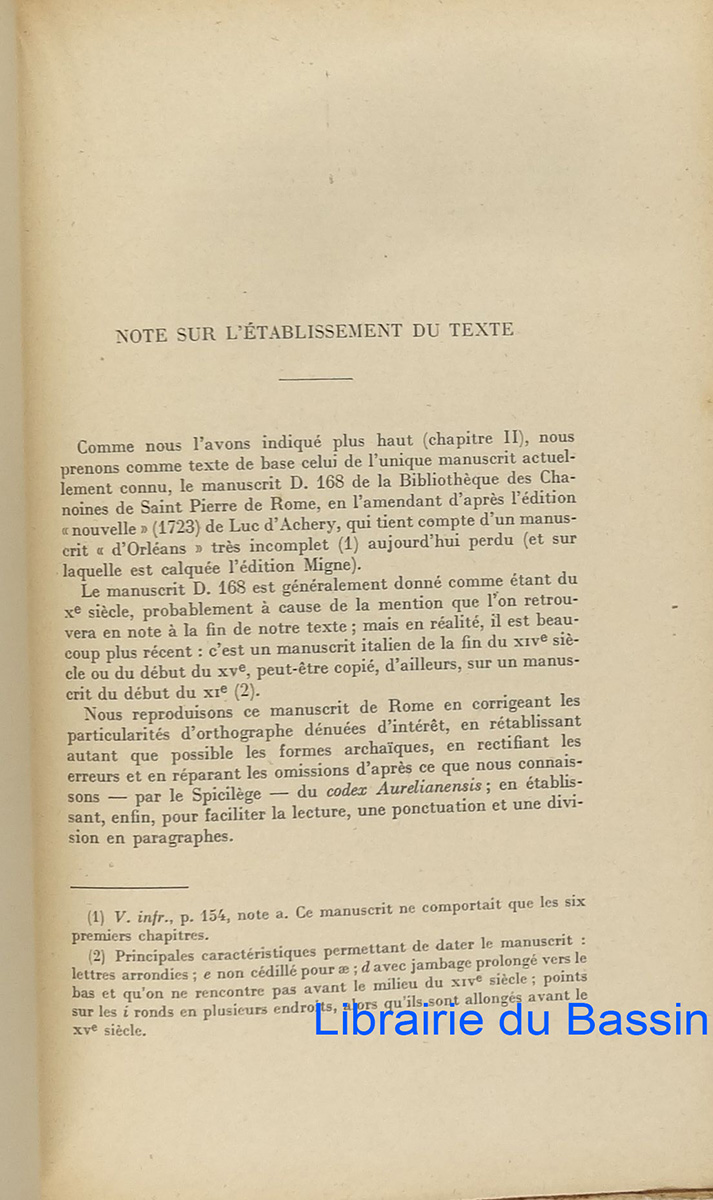 NOTE SUR L'ÉTABLISSEMENT DU TEXTE
Comme nous l'avons indiqué plus haut (chapitre II), nous
prenons comme texte de base celui de l'unique manuscrit actuel-
lement connu, le manuscrit D. 168 de la Bibliothèque des Cha-
noines de Saint Pierre de Rome, en l'amendant d'après l'édition
« nouvelle » (1723) de Luc d'Achery, qui tient compte d'un manus-
crit « d'Orléans » très incomplet (1) aujourd'hui perdu (et sur
laquelle est calquée l'édition Migne).
Le manuscrit D. 168 est généralement donné comme étant du
Xe siècle, probablement à cause de la mention que l'on retrou-
vera en note à la fin de notre texte ; mais en réalité, il est beau-
coup plus récent : c'est un manuscrit italien de la fin du XIVe siè-
cle ou du début du XVe, peut-être copié, d'ailleurs, sur un manus-
crit du début du XIe (2).
Nous reproduisons ce manuscrit de Rome en corrigeant les
particularités d'orthographe dénuées d'intérêt, en rétablissant
autant que possible les formes archaïques, en rectifiant les
erreurs et en réparant les omissions d'après ce que nous connais-
sons — par le Spicilège — du codex Aurelianensis ; en établis-
sant, enfin, pour faciliter la lecture, une ponctuation et une divi-
sion en paragraphes.
(1) V. infr., p. 154, note a. Ce manuscrit ne comportait que les six
premiers chapitres.
(2) Principales caractéristiques permettant de dater le manuscrit :
lettres arrondies ; e non cédillé pour æ ; d avec jambage prolongé vers le
bas et qu'on ne rencontre pas avant le milieu du XIVe siècle ; points
sur les i ronds en plusieurs endroits, alors qu'ils sont allongés avant le
XVe siècle.
Librairie du Bassin